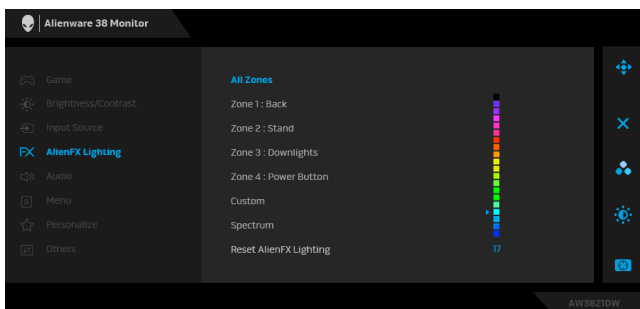 Alienware 38 Monitor
Game
Brightness/Contrast
Input Source
FX AlienFX Lighting
Audio
Menu
Personalize
Others
All Zones
Zone 1 : Back
Zone 2 : Stand
Zone 3 : Downlights
Zone 4 : Power Button
Custom
Spectrum
Reset AlienFX Lighting
17
AW3821DW